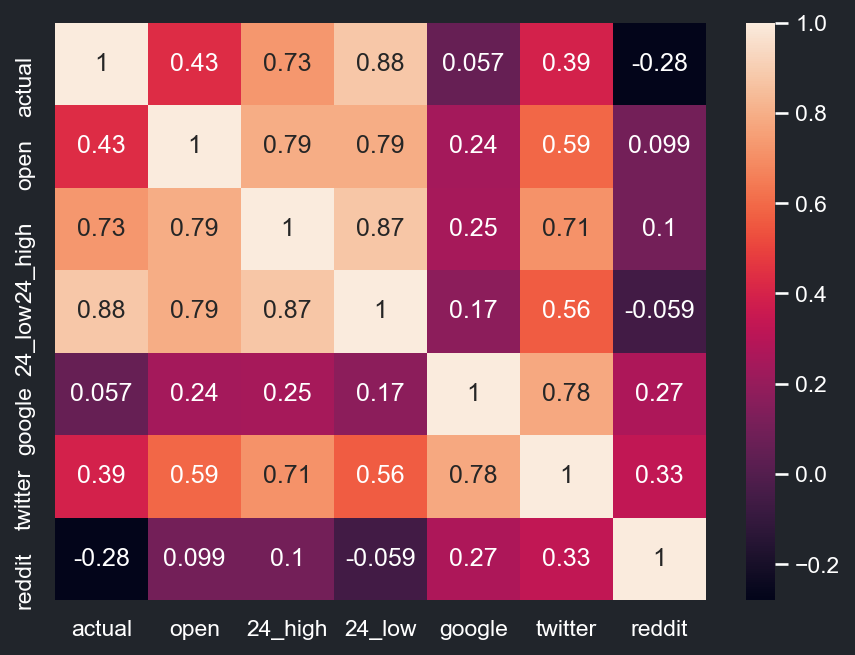 actual 1 0.43 0.73 0.88 0.057 0.39 -0.28
open 0.43 1 0.79 0.79 0.24 0.59 0.099
24_high 0.73 0.79 1 0.87 0.25 0.71 0.1
24_low 0.88 0.79 0.87 1 0.17 0.56 -0.059
google 0.057 0.24 0.25 0.17 1 0.78 0.27
twitter 0.39 0.59 0.71 0.56 0.78 1 0.33
reddit -0.28 0.099 0.1 -0.059 0.27 0.33 1
actual open 24_high 24_low google twitter reddit
1.0
0.8
0.6
0.4
0.2
0.0
−0.2